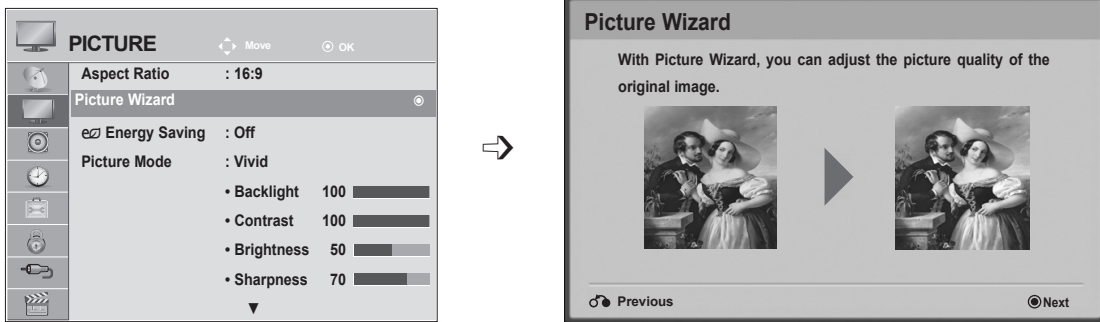 PICTURE
Move
OK
Aspect Ratio : 16:9
Picture Wizard
Energy Saving : Off
Picture Mode : Vivid
• Backlight 100
• Contrast 100
• Brightness 50
• Sharpness 70
▼
Picture Wizard
With Picture Wizard, you can adjust the picture quality of the
original image.
Previous
Next